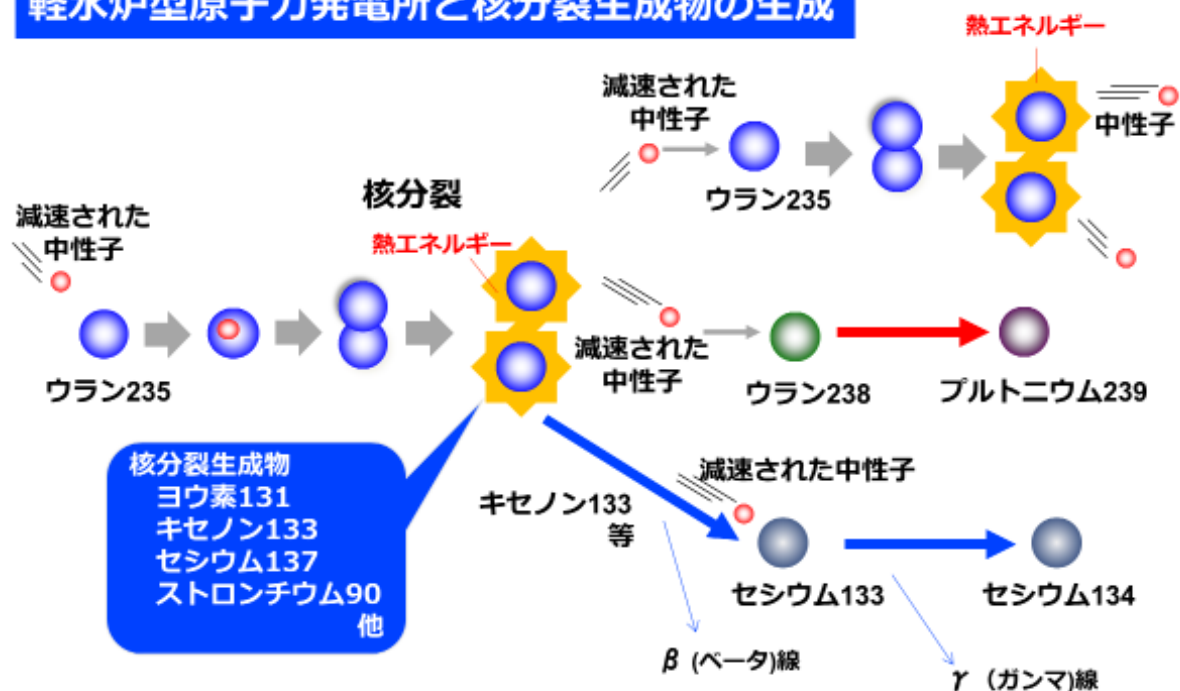 軽水炉型原子力発電所と核分裂生成物の生成
熱エネルギー
減速された
中性子
中性子
ウラン235
核分裂
減速された
中性子
熱エネルギー
ウラン235
減速された
中性子
ウラン238
プルトニウム239
核分裂生成物
ヨウ素131
キセノン133
セシウム137
ストロンチウム90
他
キセノン133
等
減速された中性子
セシウム133
セシウム134
β (ベータ)線
γ (ガンマ)線